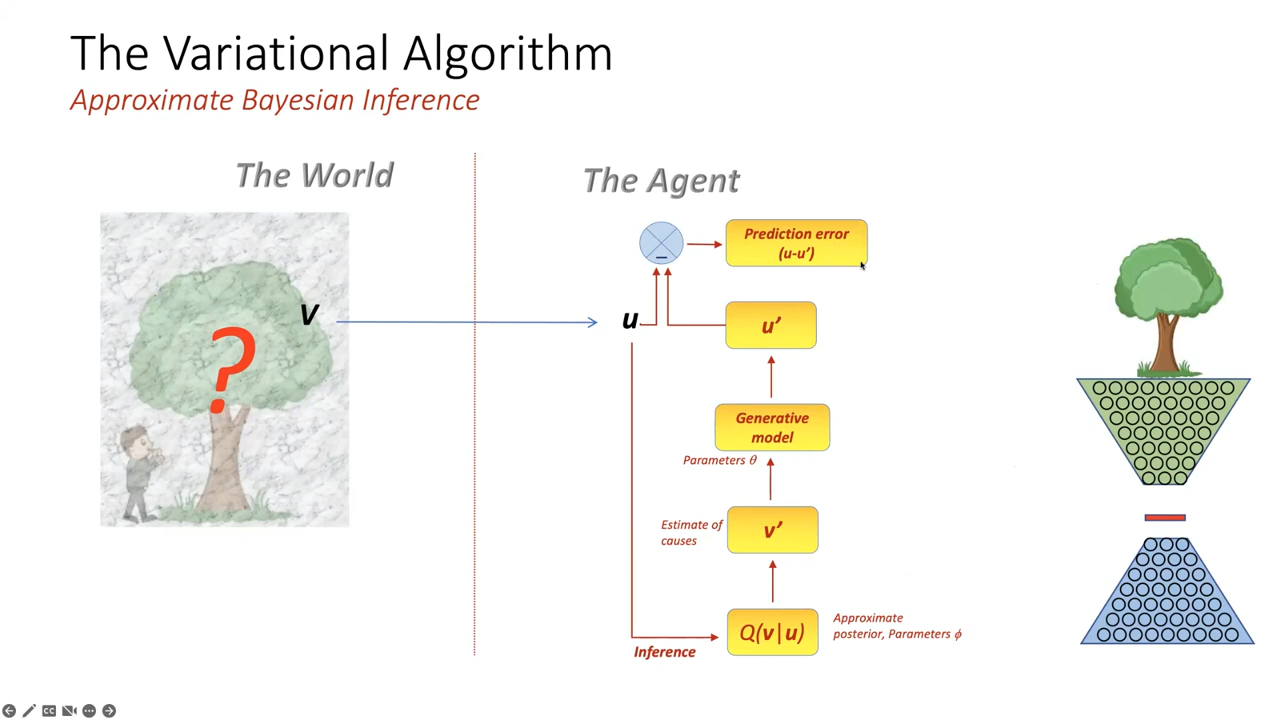 The Variational Algorithm
Approximate Bayesian Inference
The World
The Agent
Prediction error
(u-u’)
–
v
u
u’
?
Generative
model
Parameters θ
Estimate of
causes
v’
Q(v|u)
Approximate
posterior, Parameters ϕ
Inference
CC